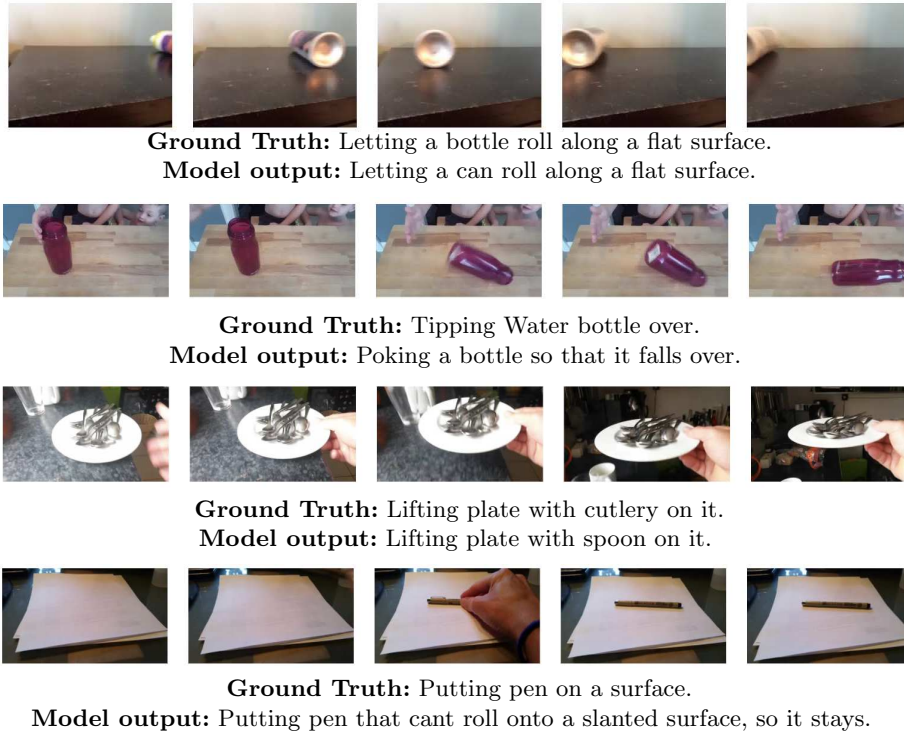 Ground Truth: Letting a bottle roll along a flat surface.
Model output: Letting a can roll along a flat surface.
Ground Truth: Tipping Water bottle over.
Model output: Poking a bottle so that it falls over.
Ground Truth: Lifting plate with cutlery on it.
Model output: Lifting plate with spoon on it.
Ground Truth: Putting pen on a surface.
Model output: Putting pen that cant roll onto a slanted surface, so it stays.